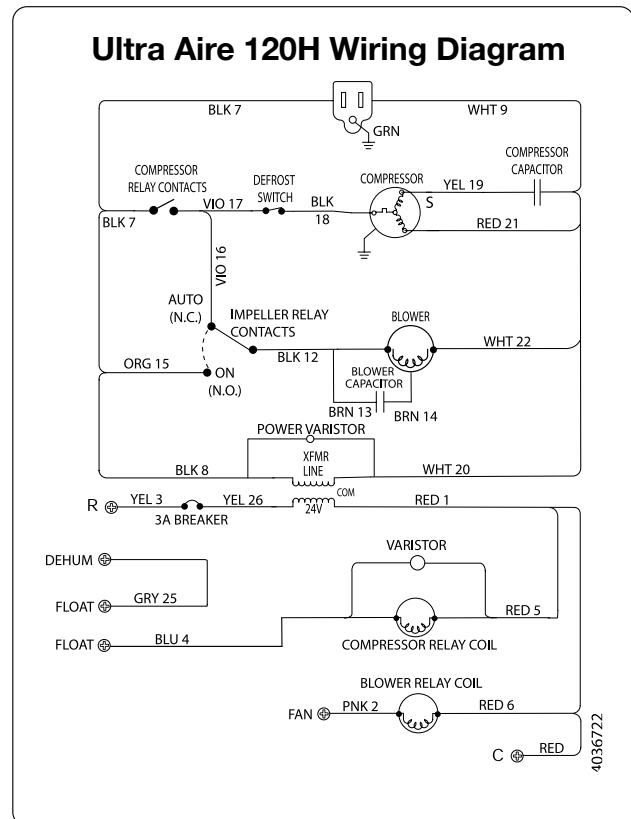 Ultra Aire 120H Wiring Diagram
BLK 7
WHT 9
GRN
COMPRESSOR
RELAY CONTACTS
DEFROST
SWITCH
COMPRESSOR
COMPRESSOR
CAPACITOR
YEL 19
VIO 17
BLK
18
S
BLK 7
RED 21
VIO 16
AUTO
(N.C.)
IMPELLER RELAY
CONTACTS
BLOWER
WHT 22
BLK 12
ORG 15
ON
(N.O.)
BLOWER
CAPACITOR
BRN 13
BRN 14
POWER VARISTOR
XFMR
LINE
BLK 8
WHT 20
COM
R
YEL 3
YEL 26
24V
RED 1
3A BREAKER
VARISTOR
DEHUM
FLOAT
GRY 25
FLOAT
BLU 4
RED 5
COMPRESSOR RELAY COIL
BLOWER RELAY COIL
FAN
PNK 2
RED 6
C
RED
4036722